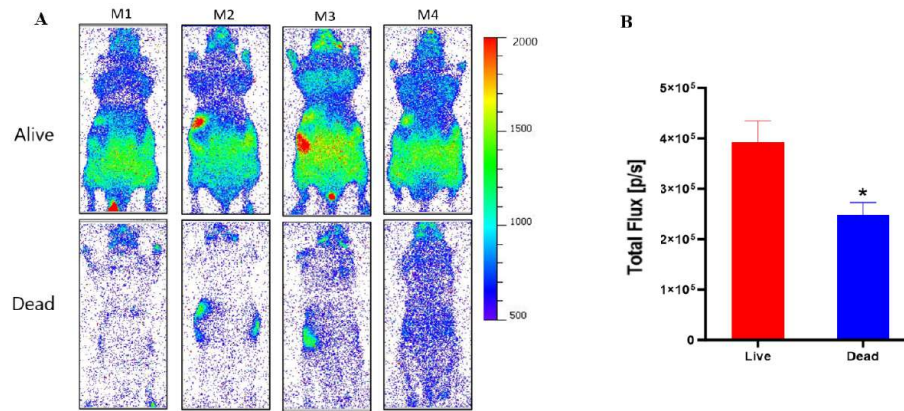 A
M1 M2 M3 M4
Alive
Dead
2000
1500
1000
500
B
Total Flux [p/s]
5×10⁵
4×10⁵
3×10⁵
2×10⁵
1×10⁵
0
*
Live Dead